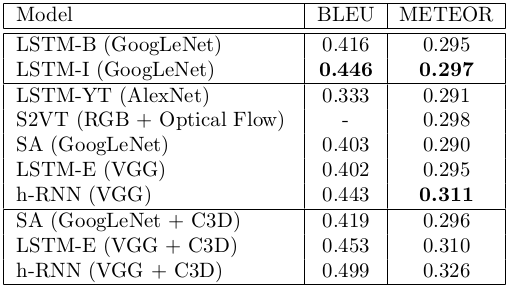 Model BLEU METEOR
LSTM-B (GoogLeNet) 0.416 0.295
LSTM-I (GoogLeNet) 0.446 0.297
LSTM-YT (AlexNet) 0.333 0.291
S2VT (RGB + Optical Flow) - 0.298
SA (GoogLeNet) 0.403 0.290
LSTM-E (VGG) 0.402 0.295
h-RNN (VGG) 0.443 0.311
SA (GoogLeNet + C3D) 0.419 0.296
LSTM-E (VGG + C3D) 0.453 0.310
h-RNN (VGG + C3D) 0.499 0.326